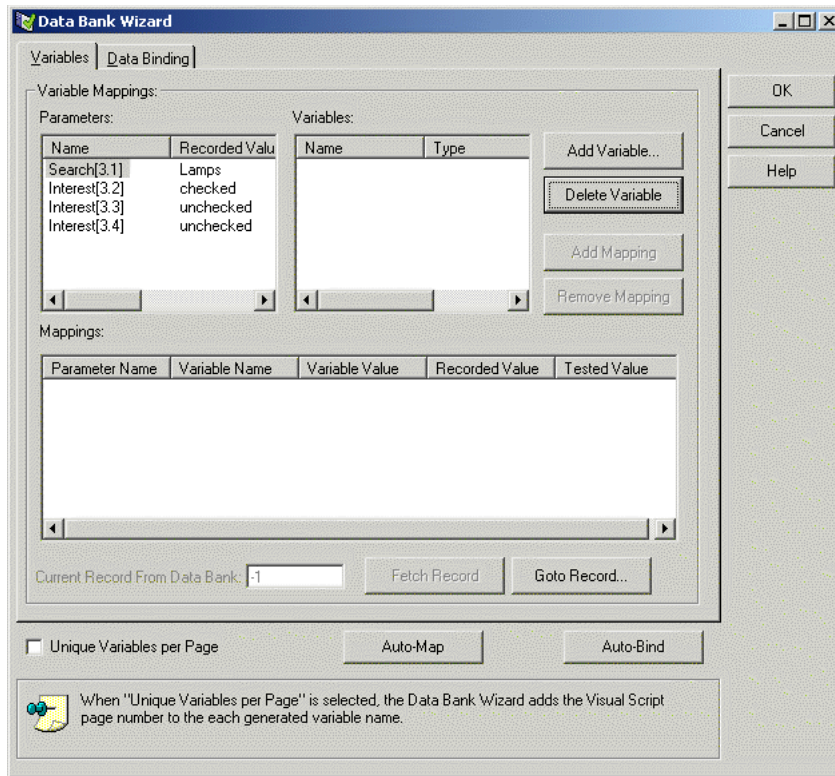 Data Bank Wizard
Variables Data Binding
Variable Mappings:
Parameters:
Name Recorded Valu
Search[3.1] Lamps
Interest[3.2] checked
Interest[3.3] unchecked
Interest[3.4] unchecked
Variables:
Name Type
Add Variable...
Delete Variable
Add Mapping
Remove Mapping
OK
Cancel
Help
Mappings:
Parameter Name Variable Name Variable Value Recorded Value Tested Value
Current Record From Data Bank: -1 Fetch Record Goto Record...
Unique Variables per Page Auto-Map Auto-Bind
When "Unique Variables per Page" is selected, the Data Bank Wizard adds the Visual Script
page number to the each generated variable name.